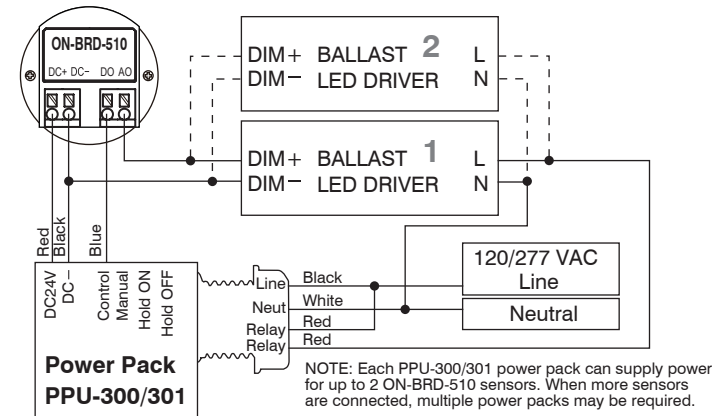 ON-BRD-510
DC+ DC− DO AO
DIM+ BALLAST 2 L
DIM− LED DRIVER N
DIM+ BALLAST 1 L
DIM− LED DRIVER N
Red
Black
Blue
DC24V
DC−
Control
Manual
Hold ON
Hold OFF
Power Pack
PPU-300/301
Line
Neut
Relay
Relay
Black
White
Red
Red
120/277 VAC
Line
Neutral
NOTE: Each PPU-300/301 power pack can supply power
for up to 2 ON-BRD-510 sensors. When more sensors
are connected, multiple power packs may be required.